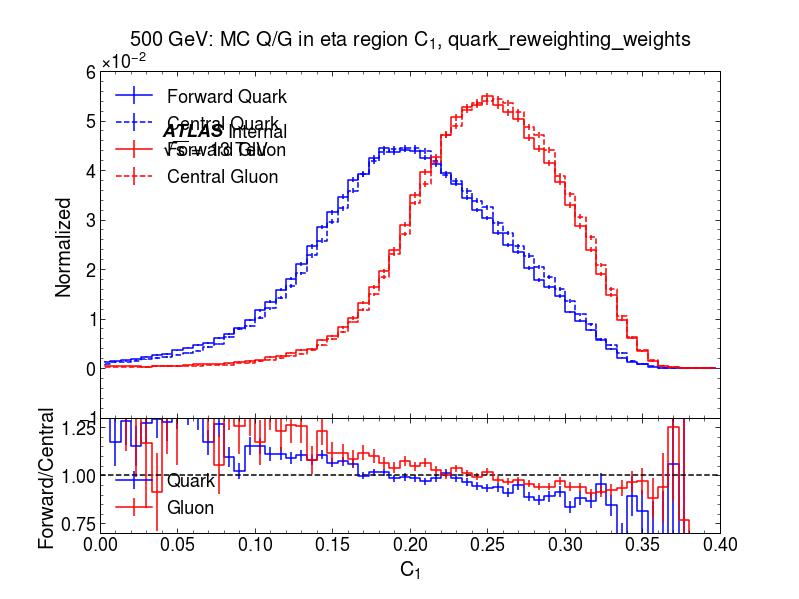 500 GeV: MC Q/G in eta region C₁, quark_reweighting_weights
×10⁻²
6
5
4
3
2
1
0
1
Normalized
Forward Quark
Central Quark
ATLAS Internal
Forward Gluon
√s = 13 TeV
Central Gluon
Forward/Central
1.25
1.00
0.75
Quark
Gluon
0.00 0.05 0.10 0.15 0.20 0.25 0.30 0.35 0.40
C₁